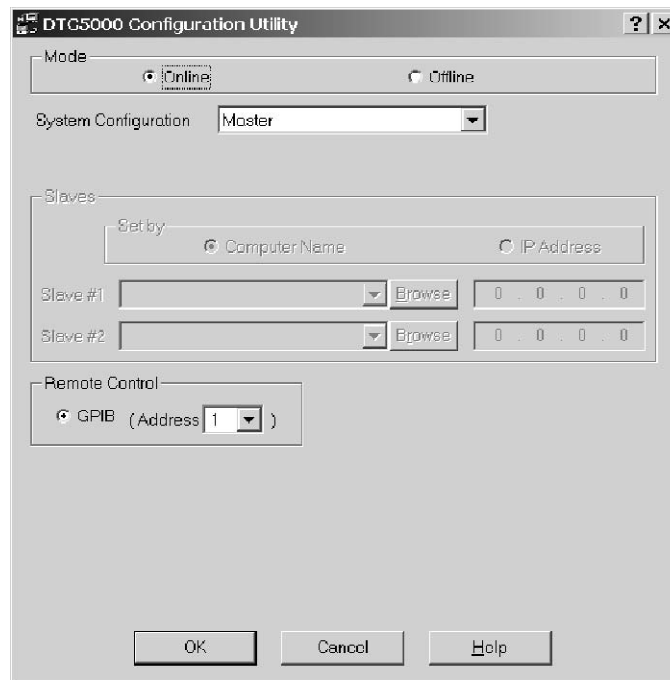 DTG5000 Configuration Utility
Mode
Online
Offline
System Configuration
Master
Slaves
Set by
Computer Name
IP Address
Slave #1
Browse
0 . 0 . 0 . 0
Slave #2
Browse
0 . 0 . 0 . 0
Remote Control
GPIB (Address 1 )
OK
Cancel
Help